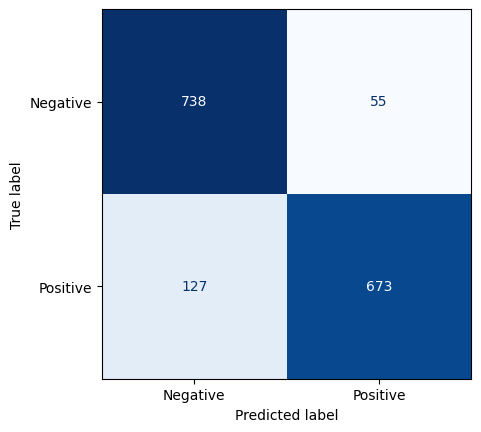 True label
Negative
738
55
Positive
127
673
Negative
Positive
Predicted label